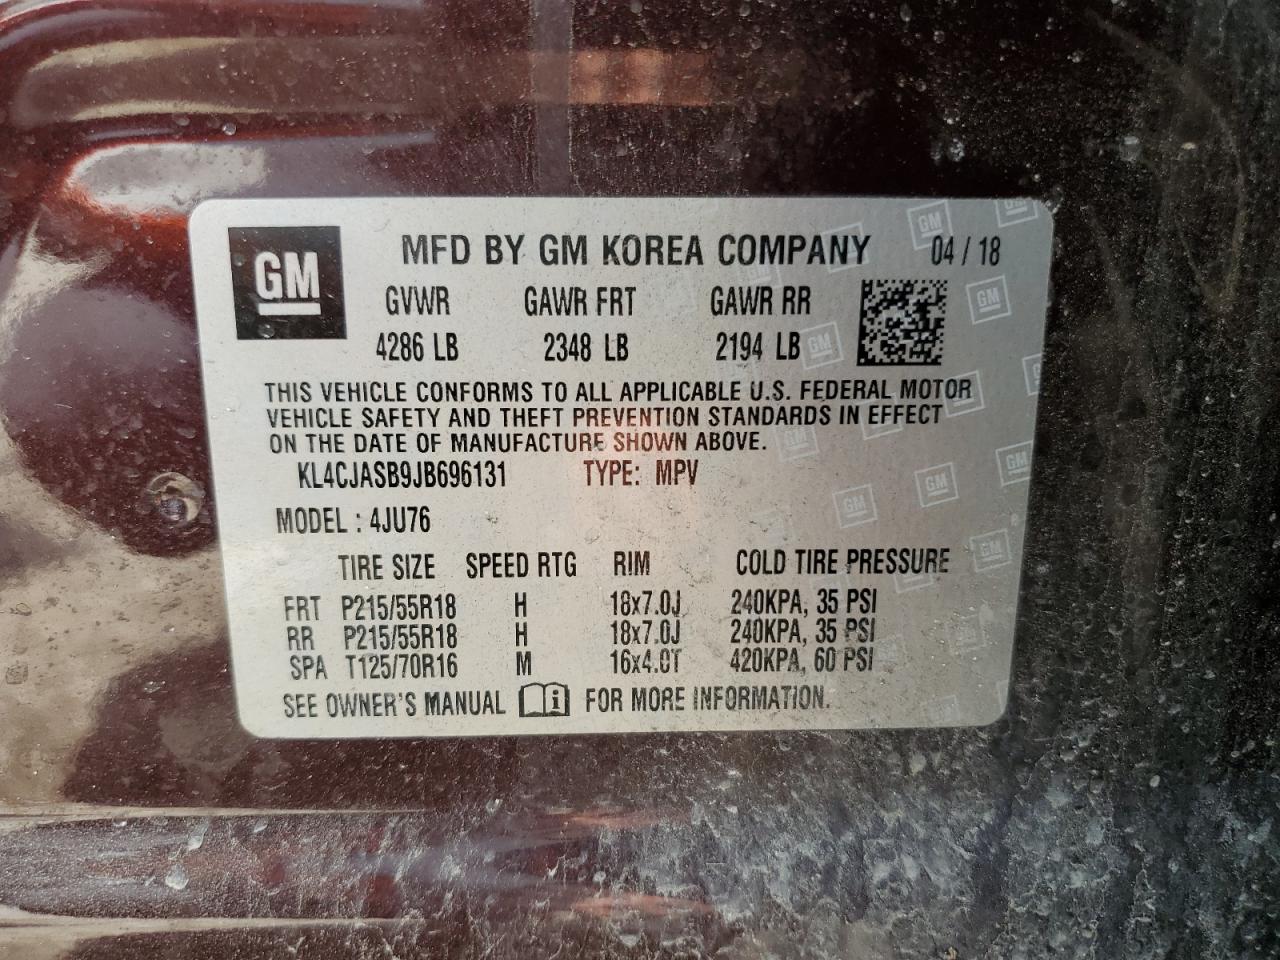 GM
MFD BY GM KOREA COMPANY 04 / 18
GVWR GAWR FRT GAWR RR
4286 LB 2348 LB 2194 LB
THIS VEHICLE CONFORMS TO ALL APPLICABLE U.S. FEDERAL MOTOR
VEHICLE SAFETY AND THEFT PREVENTION STANDARDS IN EFFECT
ON THE DATE OF MANUFACTURE SHOWN ABOVE.
KL4CJASB9JB696131 TYPE: MPV
MODEL : 4JU76
TIRE SIZE SPEED RTG RIM COLD TIRE PRESSURE
FRT P215/55R18 H 18x7.0J 240KPA, 35 PSI
RR P215/55R18 H 18x7.0J 240KPA, 35 PSI
SPA T125/70R16 M 16x4.0T 420KPA, 60 PSI
SEE OWNER'S MANUAL i FOR MORE INFORMATION.